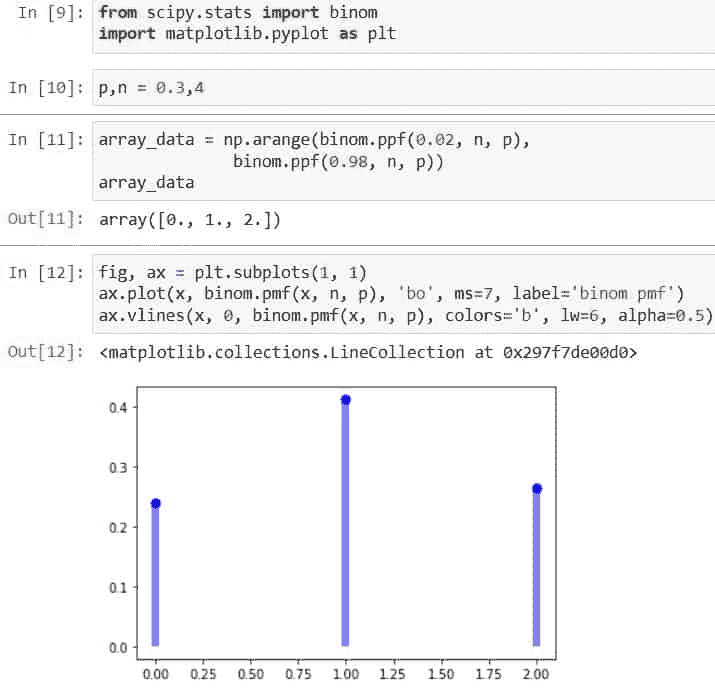 In [9]: from scipy.stats import binom
import matplotlib.pyplot as plt
In [10]: p,n = 0.3,4
In [11]: array_data = np.arange(binom.ppf(0.02, n, p),
binom.ppf(0.98, n, p))
array_data
Out[11]: array([0., 1., 2.])
In [12]: fig, ax = plt.subplots(1, 1)
ax.plot(x, binom.pmf(x, n, p), 'bo', ms=7, label='binom pmf')
ax.vlines(x, 0, binom.pmf(x, n, p), colors='b', lw=6, alpha=0.5)
Out[12]: <matplotlib.collections.LineCollection at 0x297f7de00d0>
0.4
0.3
0.2
0.1
0.0
0.00 0.25 0.50 0.75 1.00 1.25 1.50 1.75 2.00